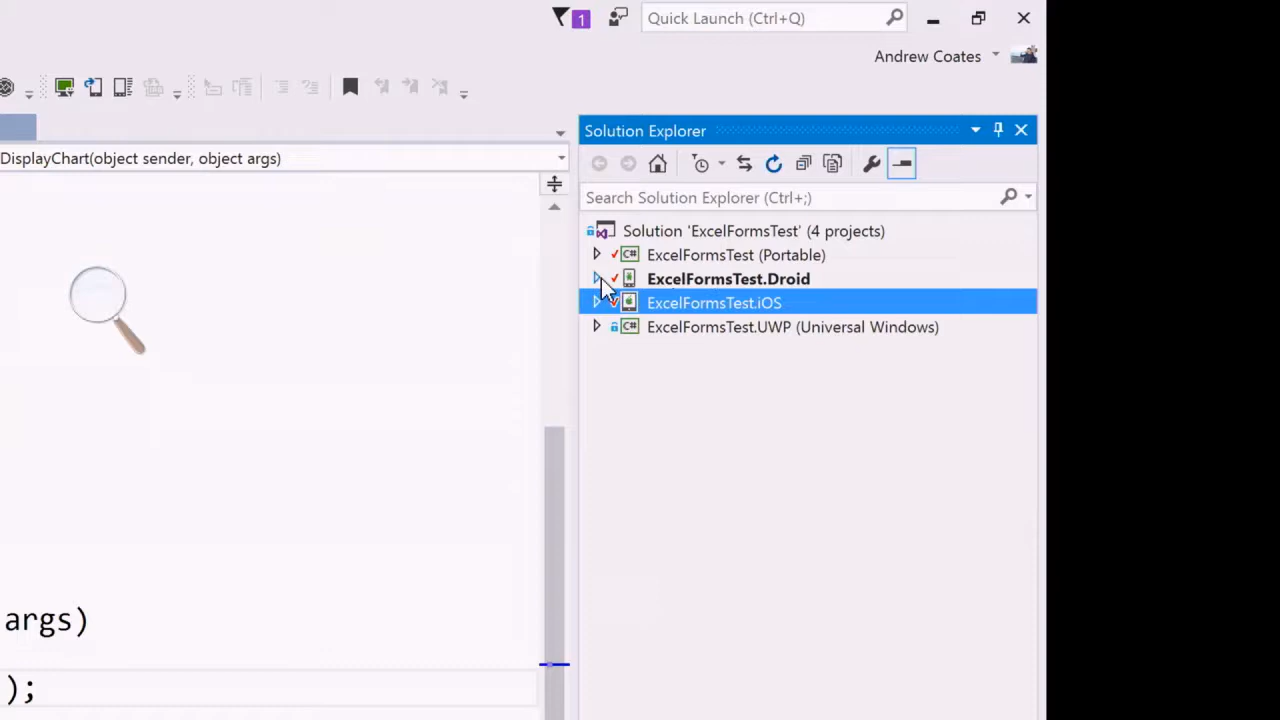 1
Quick Launch (Ctrl+Q)
Andrew Coates
DisplayChart(object sender, object args)
Solution Explorer
Search Solution Explorer (Ctrl+;)
Solution 'ExcelFormsTest' (4 projects)
C# ExcelFormsTest (Portable)
ExcelFormsTest.Droid
ExcelFormsTest.iOS
C# ExcelFormsTest.UWP (Universal Windows)
args)
);